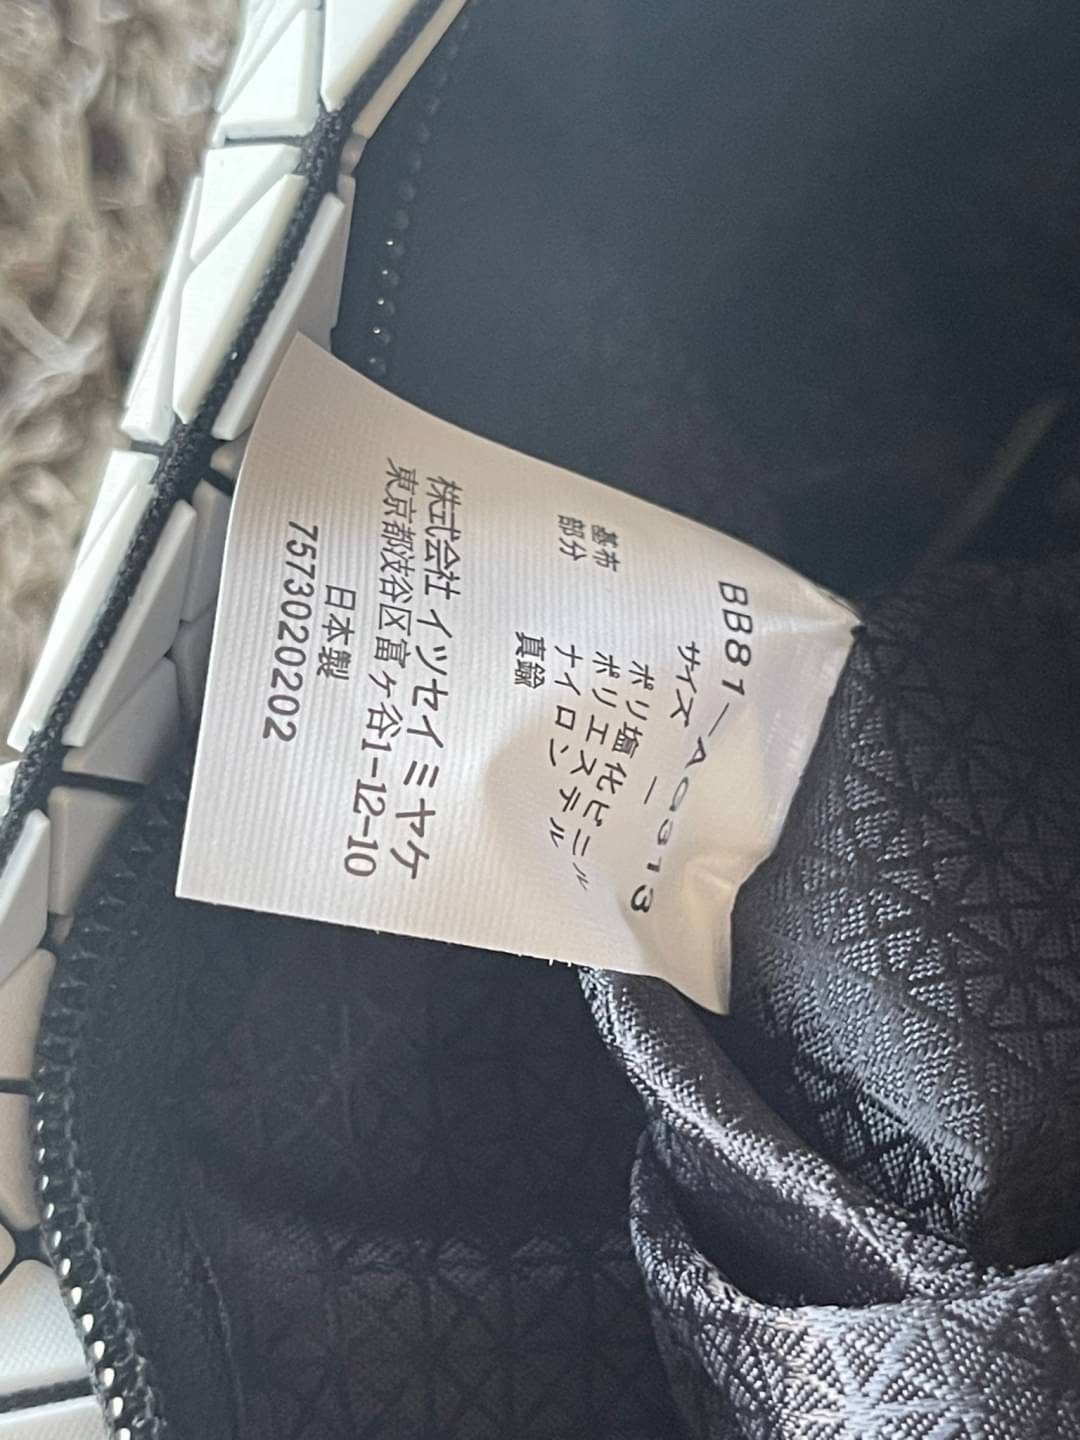 BB81-AG313
サイズ －
基布 ポリ塩化ビニル
部分 ポリエステル
ナイロン
真鍮
株式会社イッセイミヤケ
東京都渋谷区富ヶ谷1-12-10
日本製
7573020202